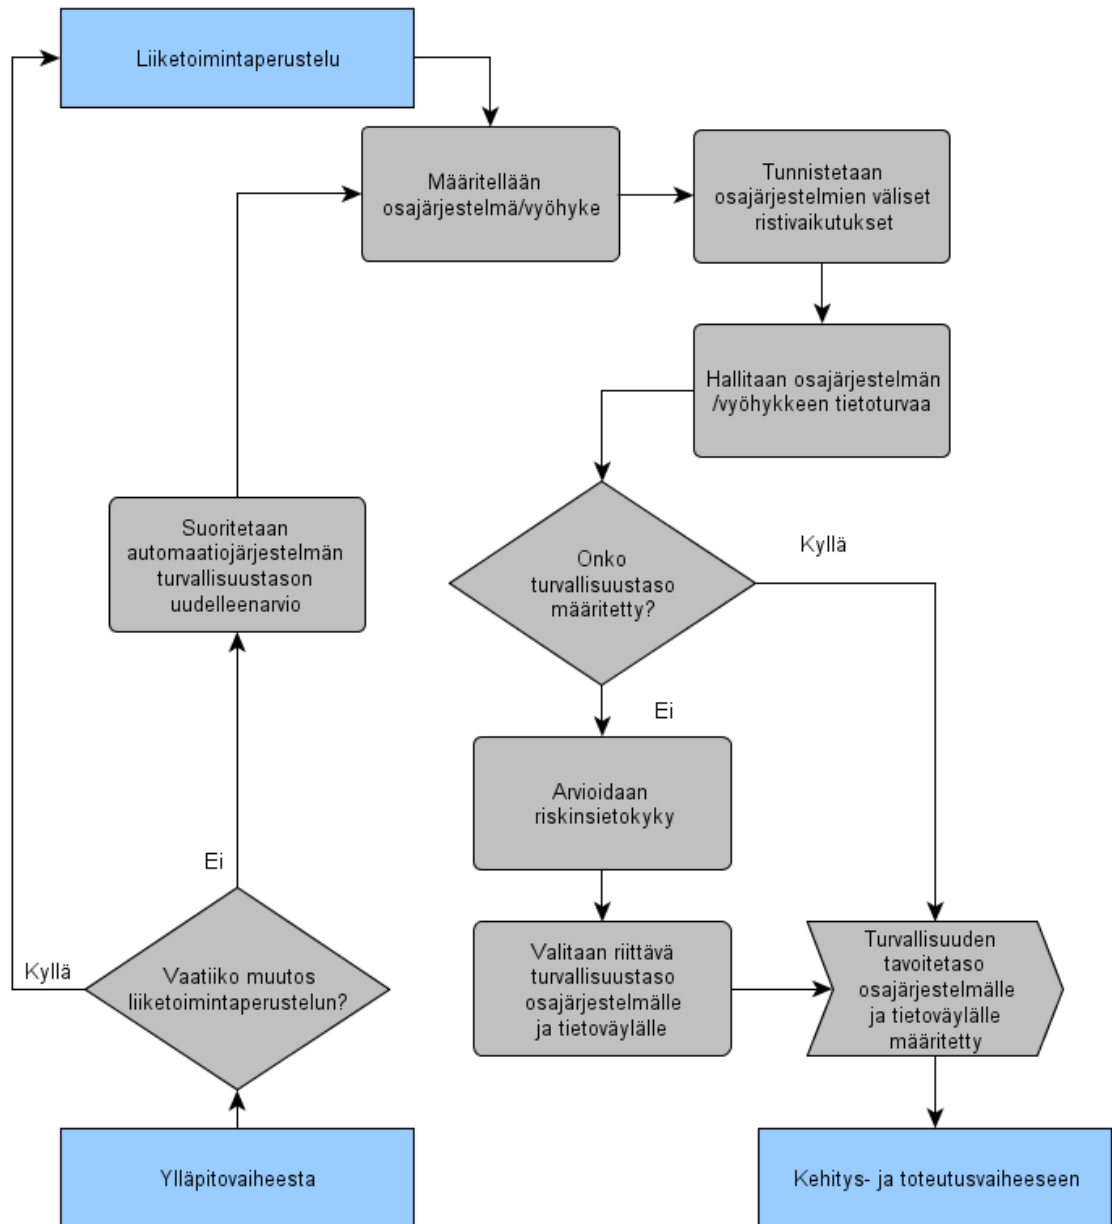 Liiketoimintaperustelu
Määritellään
osajärjestelmä/vyöhyke
Tunnistetaan
osajärjestelmien väliset
ristivaikutukset
Hallitaan osajärjestelmän
/vyöhykkeen tietoturvaa
Suoritetaan
automaatiojärjestelmän
turvallisuustason
uudelleenarvio
Onko
turvallisuustaso
määritetty?
Kyllä
Ei
Arvioidaan
riskinsietokyky
Ei
Kyllä
Vaatiiko muutos
liiketoimintaperustelun?
Valitaan riittävä
turvallisuustaso
osajärjestelmälle
ja tietoväylälle
Turvallisuuden
tavoitetaso
osajärjestelmälle
ja tietoväylälle
määritetty
Ylläpitovaiheesta
Kehitys- ja toteutusvaiheeseen